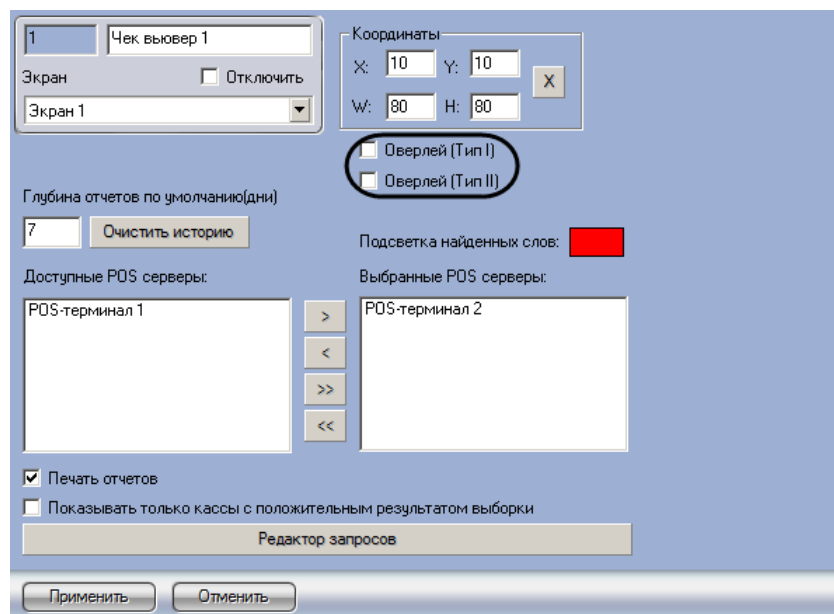 1
Чек вьювер 1
Экран
Отключить
Экран 1
Координаты
X: 10 Y: 10
X
W: 80 H: 80
Оверлей (Тип I)
Оверлей (Тип II)
Глубина отчетов по умолчанию(дни)
7
Очистить историю
Подсветка найденных слов:
Доступные POS серверы:
Выбранные POS серверы:
POS-терминал 1
POS-терминал 2
>
<
>>
<<
Печать отчетов
Показывать только кассы с положительным результатом выборки
Редактор запросов
Применить
Отменить